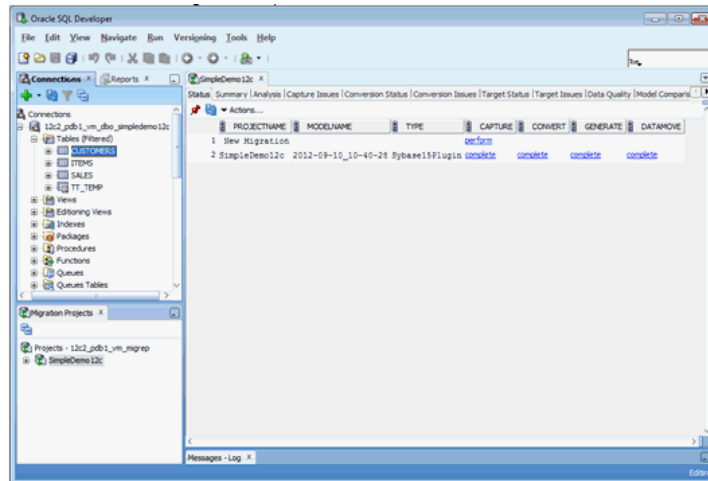 Oracle SQL Developer
File Edit View Navigate Run Versioning Tools Help
Connections
Reports
Connections
12c2_pdb1_vm_dbo_simpledemo12c
Tables (Filtered)
CUSTOMERS
ITEMS
SALES
TT_TEMP
Views
Editioning Views
Indexes
Packages
Procedures
Functions
Queues
Queues Tables
Migration Projects
Projects - 12c2_pdb1_vm_migrep
SimpleDemo12c
SimpleDemo12c
Status Summary Analysis Capture Issues Conversion Status Conversion Issues Target Status Target Issues Data Quality Model Comparis
Actions...
PROJECTNAME MODELNAME TYPE CAPTURE CONVERT GENERATE DATAMOVE
1 New Migration perform
2 SimpleDemo12c 2012-09-10_10-40-28 Sybase15Plugin complete complete complete complete
Messages - Log
Editin